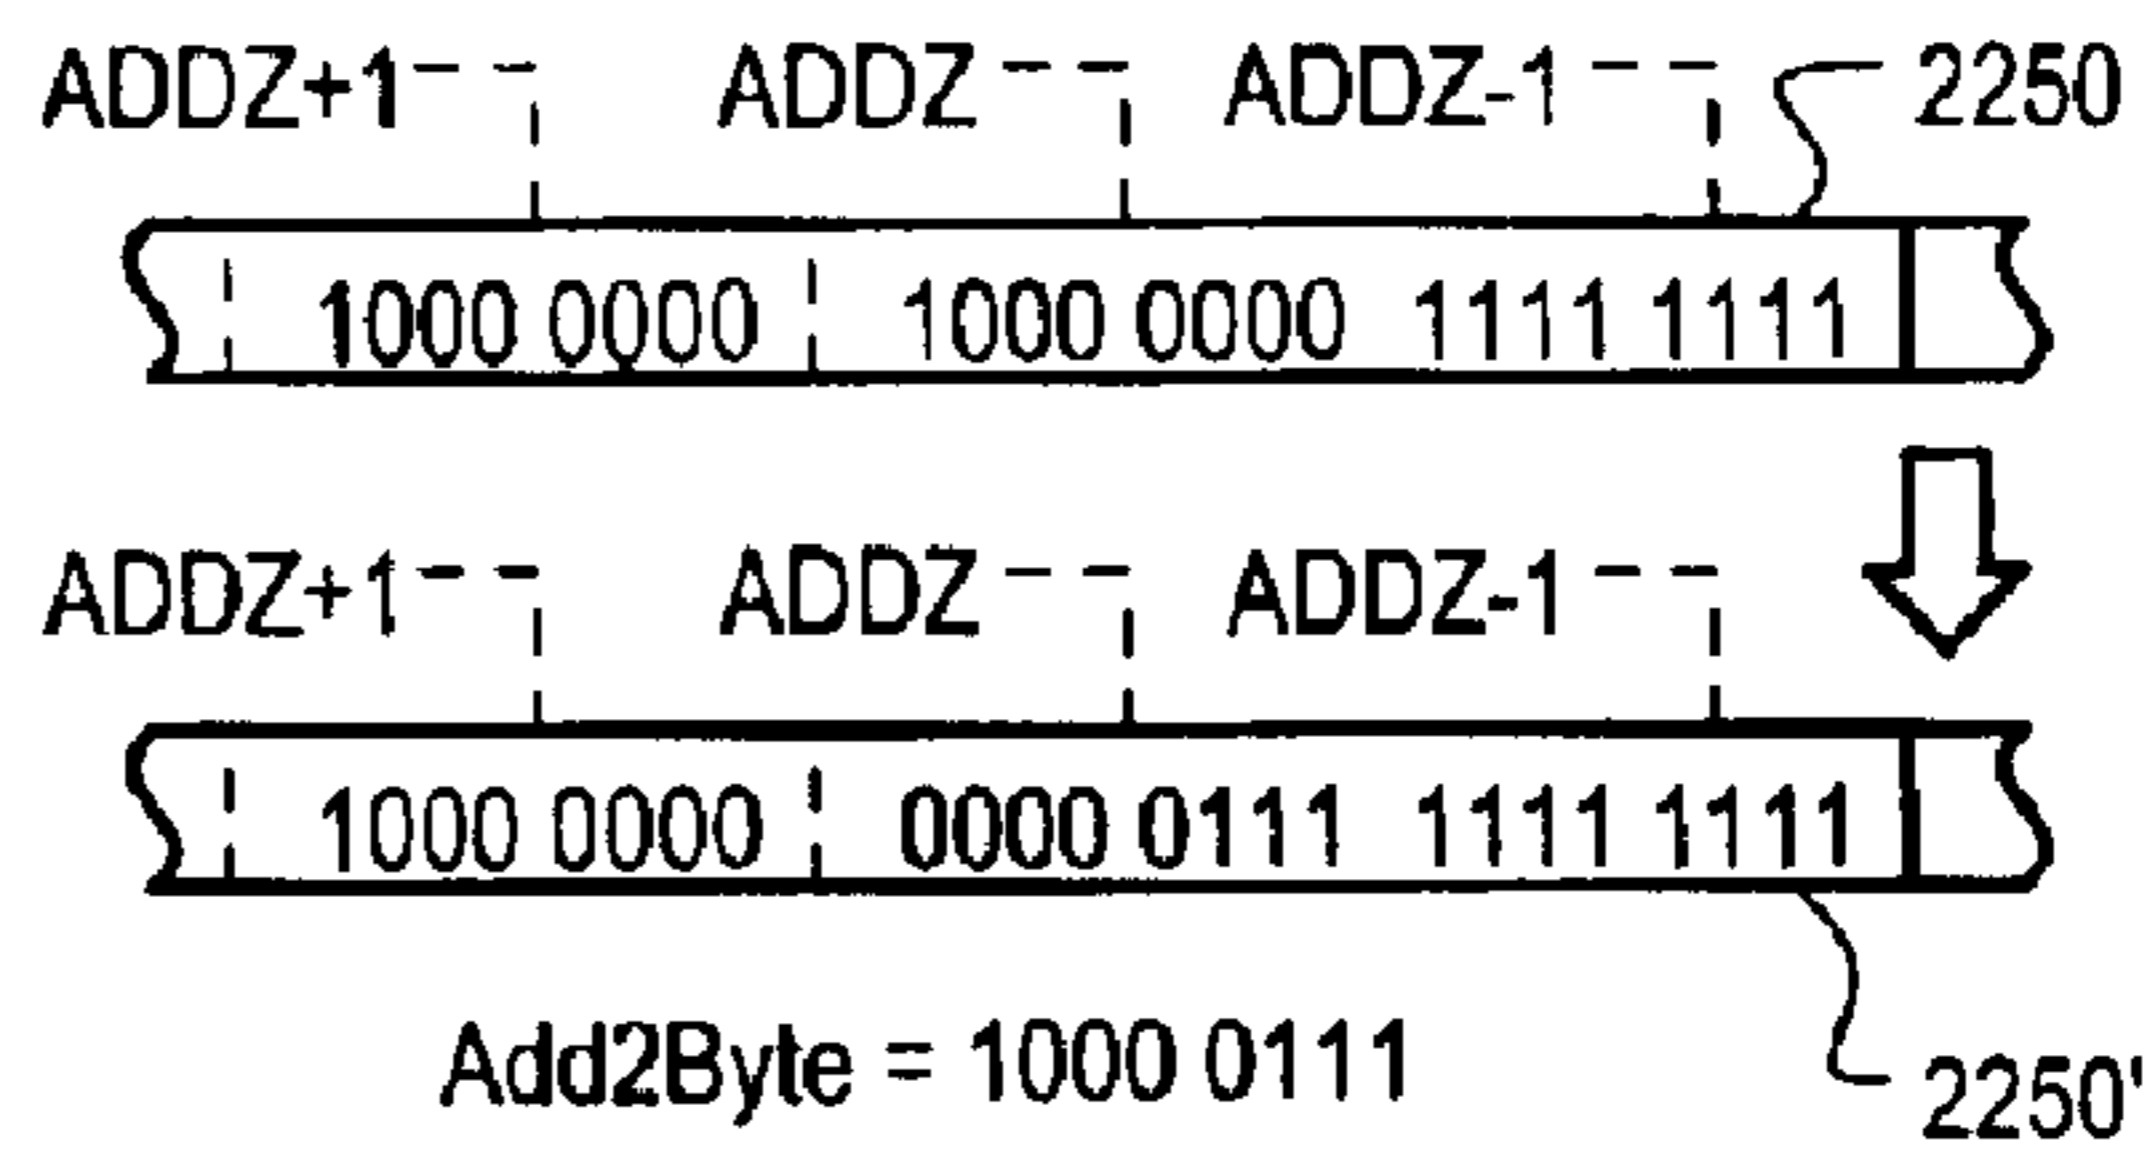 ADDZ+1 ADDZ ADDZ-1 2250
1000 0000 1000 0000 1111 1111
ADDZ+1 ADDZ ADDZ-1
1000 0000 0000 0111 1111 1111
Add2Byte = 1000 0111
2250'